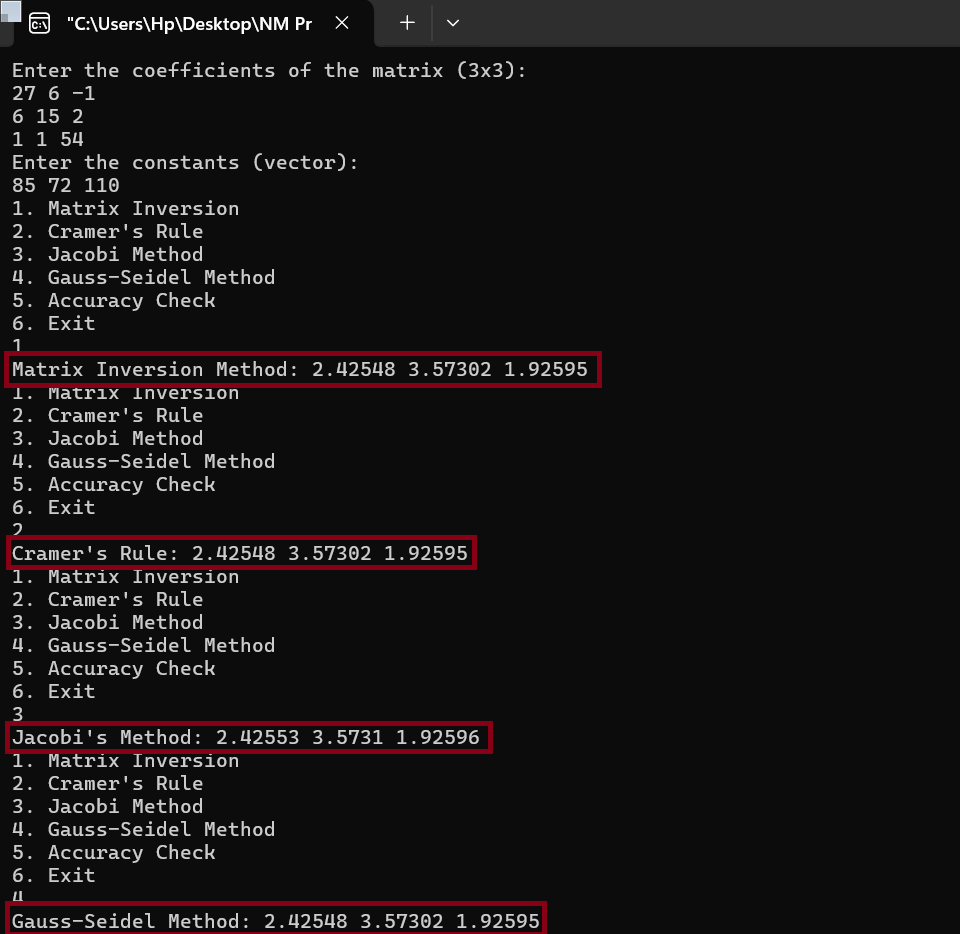 "C:\Users\Hp\Desktop\NM Pr
Enter the coefficients of the matrix (3x3):
27 6 -1
6 15 2
1 1 54
Enter the constants (vector):
85 72 110
1. Matrix Inversion
2. Cramer's Rule
3. Jacobi Method
4. Gauss-Seidel Method
5. Accuracy Check
6. Exit
1
Matrix Inversion Method: 2.42548 3.57302 1.92595
1. Matrix Inversion
2. Cramer's Rule
3. Jacobi Method
4. Gauss-Seidel Method
5. Accuracy Check
6. Exit
2
Cramer's Rule: 2.42548 3.57302 1.92595
1. Matrix Inversion
2. Cramer's Rule
3. Jacobi Method
4. Gauss-Seidel Method
5. Accuracy Check
6. Exit
3
Jacobi's Method: 2.42553 3.5731 1.92596
1. Matrix Inversion
2. Cramer's Rule
3. Jacobi Method
4. Gauss-Seidel Method
5. Accuracy Check
6. Exit
4
Gauss-Seidel Method: 2.42548 3.57302 1.92595